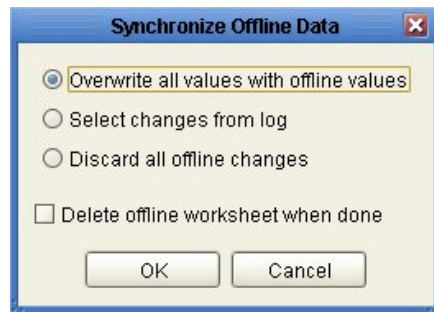 Synchronize Offline Data
Overwrite all values with offline values
Select changes from log
Discard all offline changes
Delete offline worksheet when done
OK Cancel